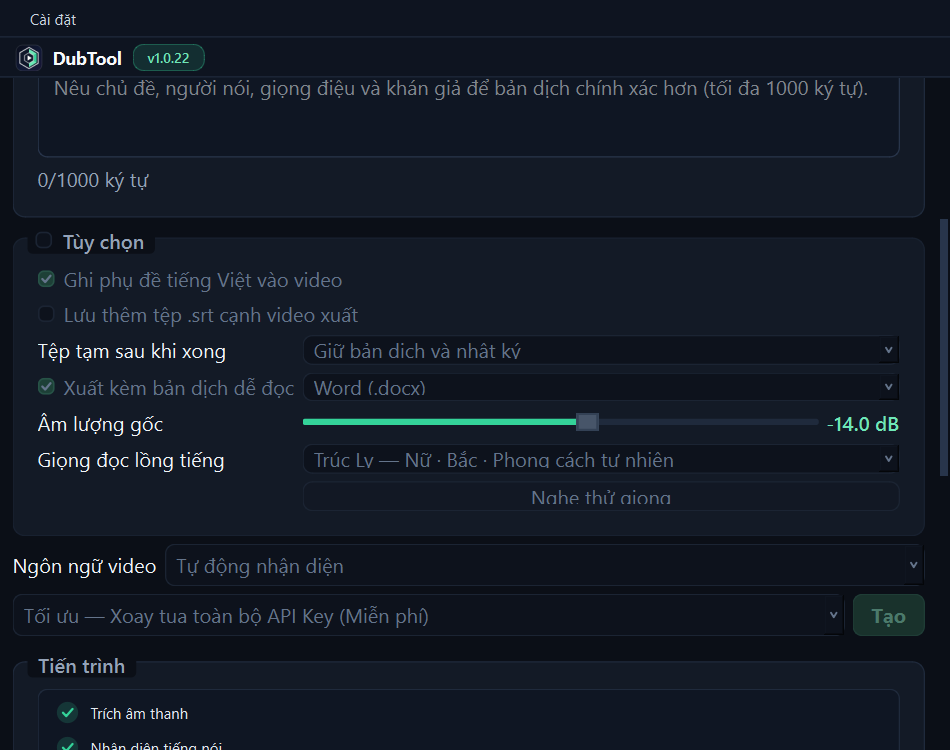 Cài đặt
DubTool v1.0.22
Nêu chủ đề, người nói, giọng điệu và khán giả để bản dịch chính xác hơn (tối đa 1000 ký tự).
0/1000 ký tự
Tùy chọn
Ghi phụ đề tiếng Việt vào video
Lưu thêm tệp .srt cạnh video xuất
Tệp tạm sau khi xong Giữ bản dịch và nhật ký
Xuất kèm bản dịch dễ đọc Word (.docx)
Âm lượng gốc -14.0 dB
Giọng đọc lồng tiếng Trúc Ly — Nữ · Bắc · Phong cách tự nhiên
Nghe thử giọng
Ngôn ngữ video Tự động nhận diện
Tối ưu — Xoay tua toàn bộ API Key (Miễn phí) Tạo
Tiến trình
Trích âm thanh
Nhận diện tiếng nói